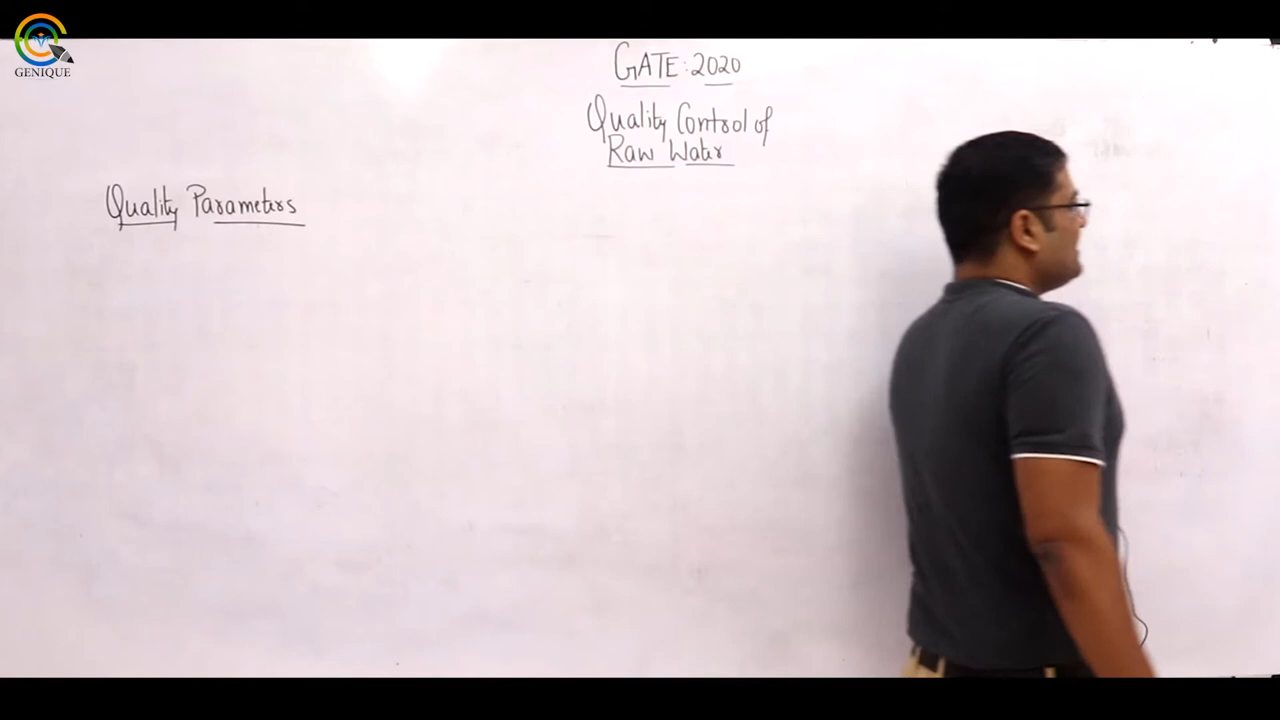 GENIQUE
GATE: 2020
Quality Control of
Raw Water
Quality Parameters